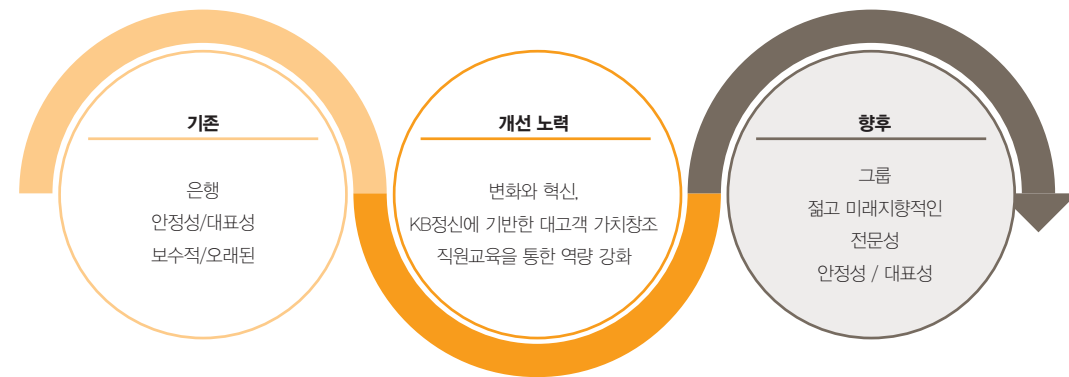 기존
은행
안정성/대표성
보수적/오래된
개선 노력
변화와 혁신,
KB정신에 기반한 대고객 가치창조
직원교육을 통한 역량 강화
향후
그룹
젊고 미래지향적인
전문성
안정성 / 대표성